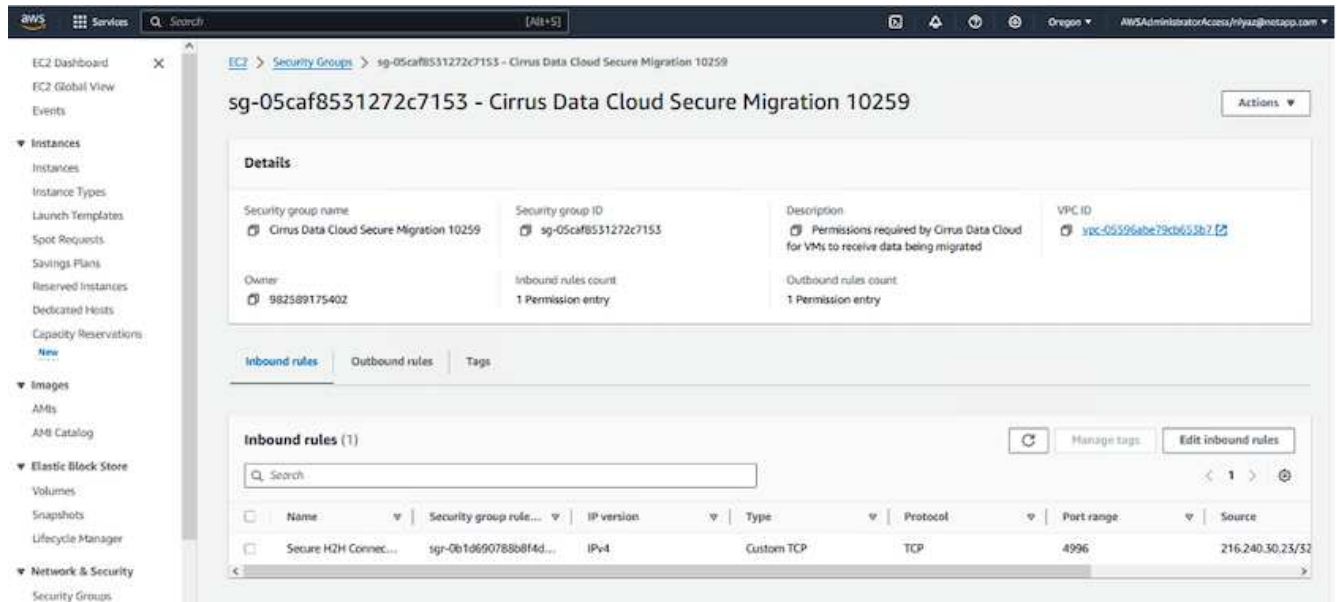 aws Services Search [Alt+S] Oregon AWSAdministratorAccess/niyaz@netapp.com
EC2 Dashboard
EC2 Global View
Events
Instances
Instances
Instance Types
Launch Templates
Spot Requests
Savings Plans
Reserved Instances
Dedicated Hosts
Capacity Reservations
New
Images
AMIs
AMI Catalog
Elastic Block Store
Volumes
Snapshots
Lifecycle Manager
Network & Security
Security Groups
EC2 > Security Groups > sg-05caf8531272c7153 - Cirrus Data Cloud Secure Migration 10259
sg-05caf8531272c7153 - Cirrus Data Cloud Secure Migration 10259
Actions
Details
Security group name
Cirrus Data Cloud Secure Migration 10259
Security group ID
sg-05caf8531272c7153
Description
Permissions required by Cirrus Data Cloud
for VMs to receive data being migrated
VPC ID
vpc-05596abe79cb653b7
Owner
982589175402
Inbound rules count
1 Permission entry
Outbound rules count
1 Permission entry
Inbound rules Outbound rules Tags
Inbound rules (1)
Manage tags Edit inbound rules
Search
< 1 >
Name Security group rule... IP version Type Protocol Port range Source
Secure H2H Connec... sgr-0b1d690788b8f4d... IPv4 Custom TCP TCP 4996 216.240.30.23/32